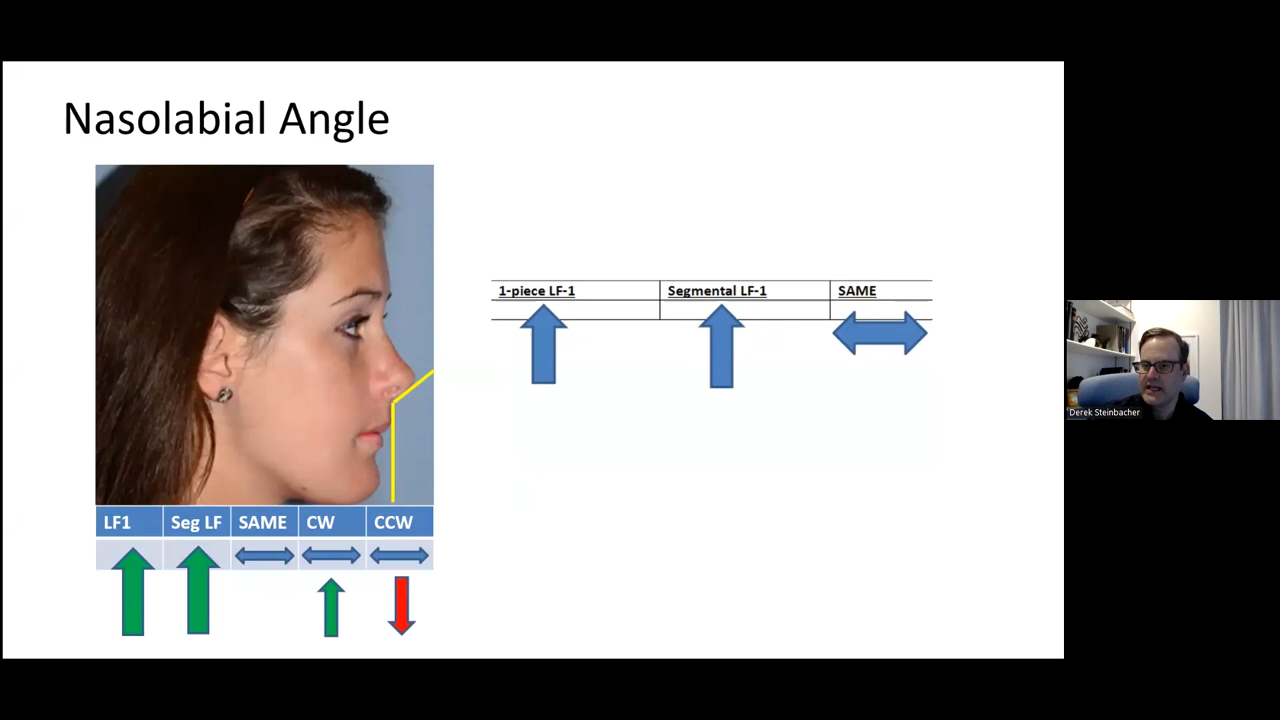 Nasolabial Angle
1-piece LF-1 Segmental LF-1 SAME
LF1 Seg LF SAME CW CCW
Derek Steinbacher